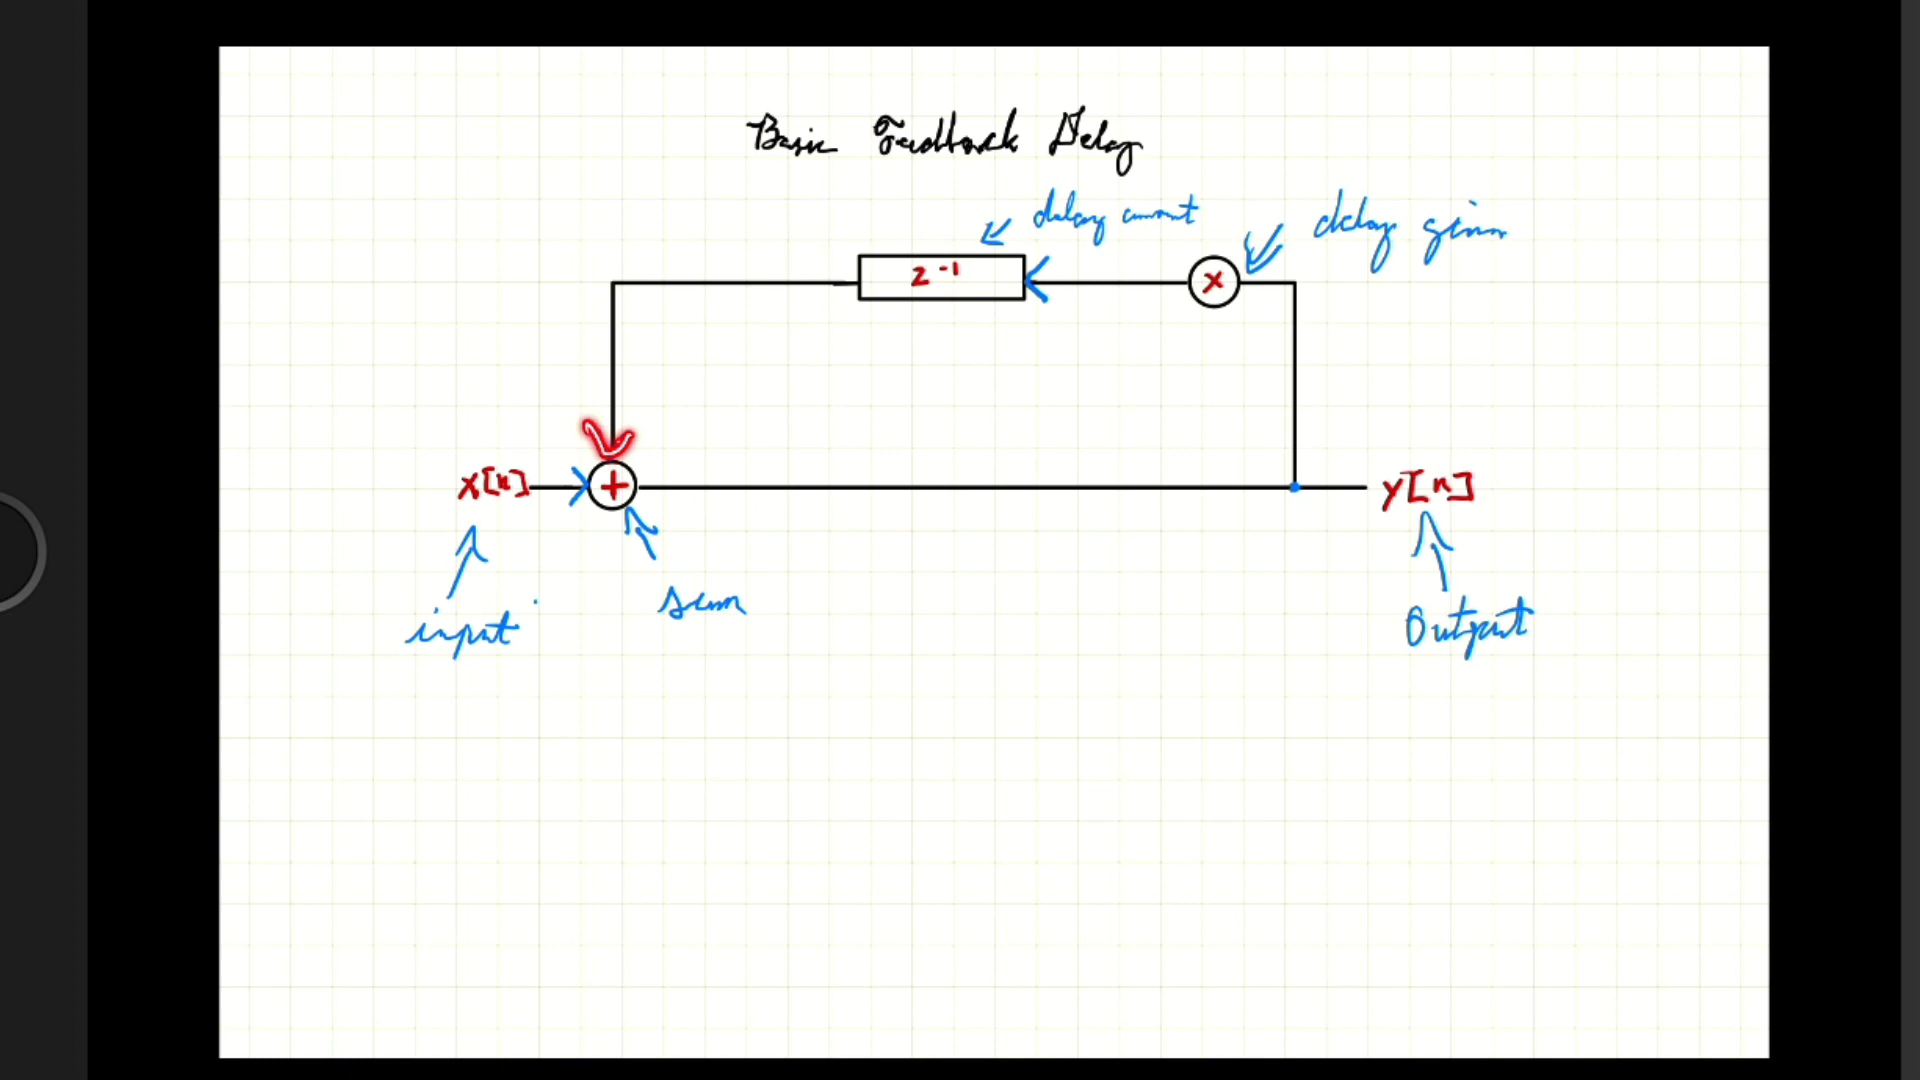 Basic Feedback Delay
delay amount
delay gain
z⁻¹
x
x[n]
+
y[n]
input
sum
Output